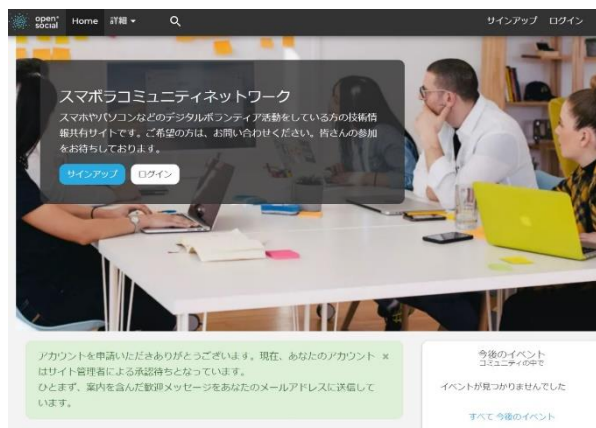 open°
social
Home 詳細
サインアップ ログイン
スマボラコミュニティネットワーク
スマホやパソコンなどのデジタルボランティア活動をしている方の技術情
報共有サイトです。ご希望の方は、お問い合わせください。皆さんの参加
をお待ちしております。
サインアップ ログイン
アカウントを申請いただきありがとうございます。現在、あなたのアカウント ×
はサイト管理者による承認待ちとなっています。
ひとまず、案内を含んだ歓迎メッセージをあなたのメールアドレスに送信して
います。
今後のイベント
コミュニティの中で
イベントが見つかりませんでした
すべて 今後のイベント